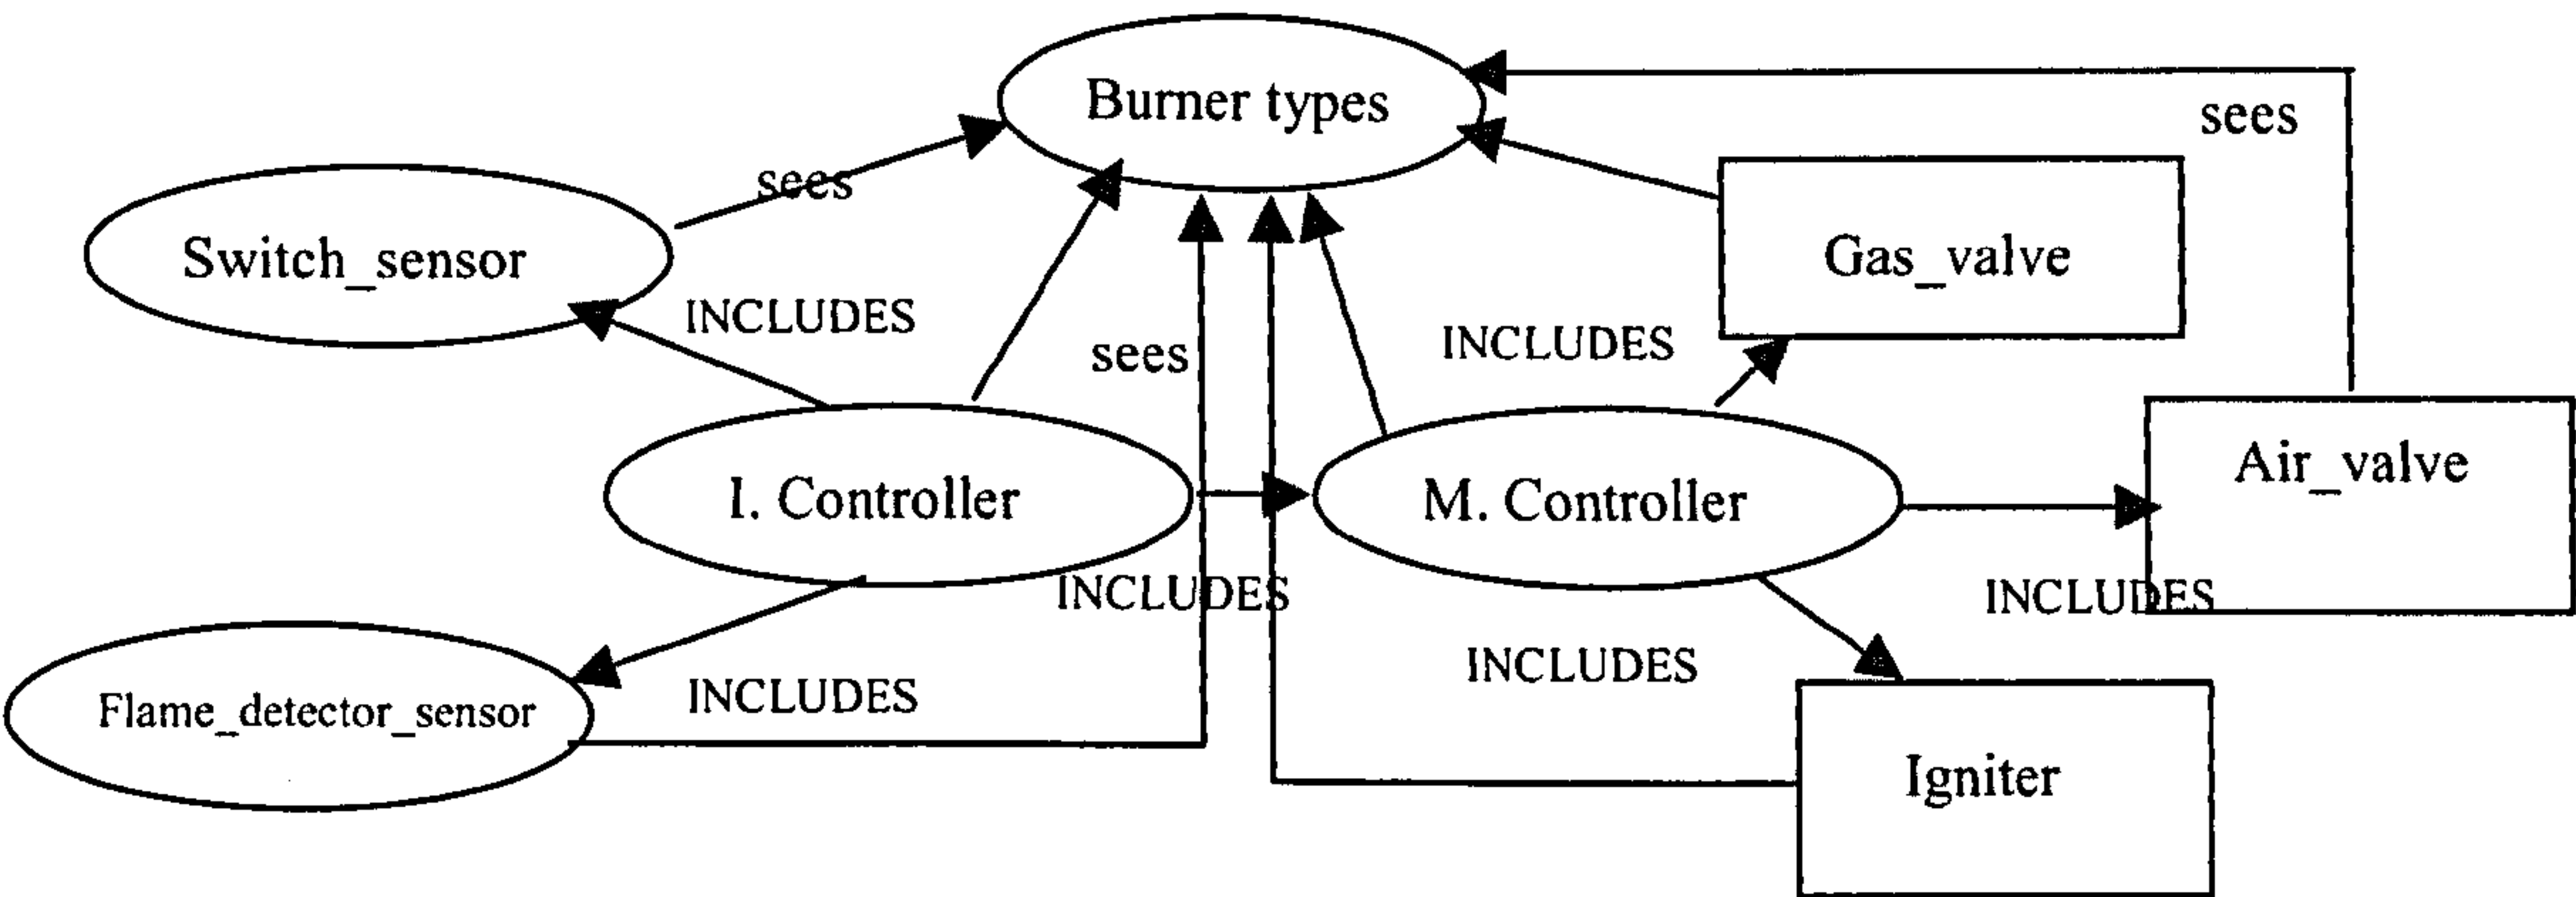 Burner types
sees
sees
Switch_sensor
Gas_valve
INCLUDES
sees
INCLUDES
Air_valve
I. Controller
M. Controller
INCLUDES
INCLUDES
INCLUDES
INCLUDES
Flame_detector_sensor
Igniter